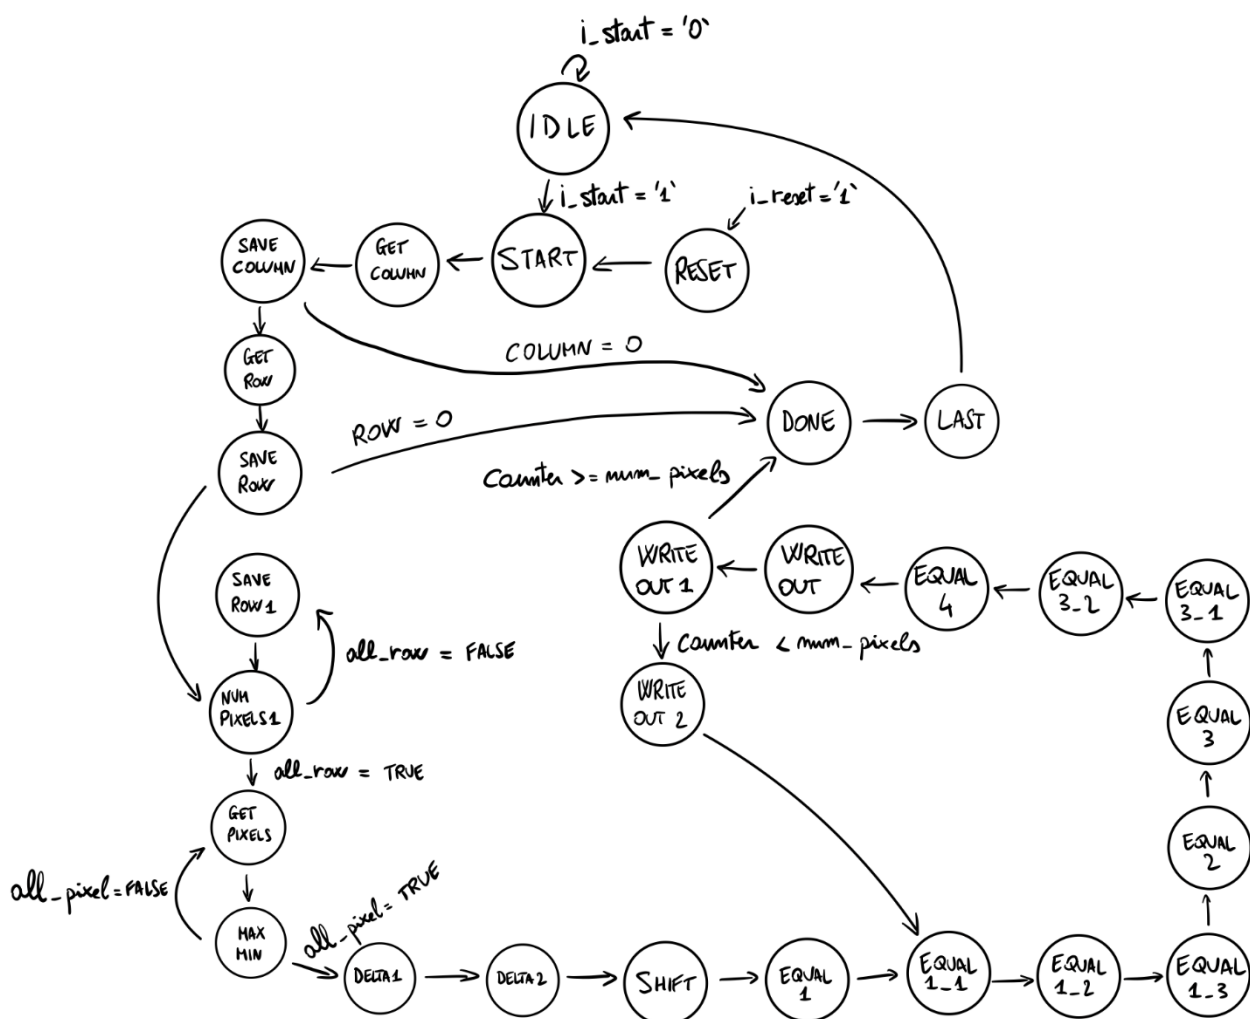 i_start = '0'
IDLE
i_start = '1'
i_reset = '1'
SAVE
COLUMN
GET
COLUMN
START
RESET
GET
ROW
COLUMN = 0
ROW = 0
DONE
LAST
SAVE
ROW
Counter >= num_pixels
WRITE
OUT 1
WRITE
OUT
EQUAL
4
EQUAL
3_2
EQUAL
3_1
SAVE
ROW 1
all_row = FALSE
Counter < num_pixels
NUM
PIXELS 1
WRITE
OUT 2
EQUAL
3
all_row = TRUE
GET
PIXELS
EQUAL
2
all_pixel = FALSE
all_pixel = TRUE
MAX
MIN
DELTA 1
DELTA 2
SHIFT
EQUAL
1
EQUAL
1_1
EQUAL
1_2
EQUAL
1_3